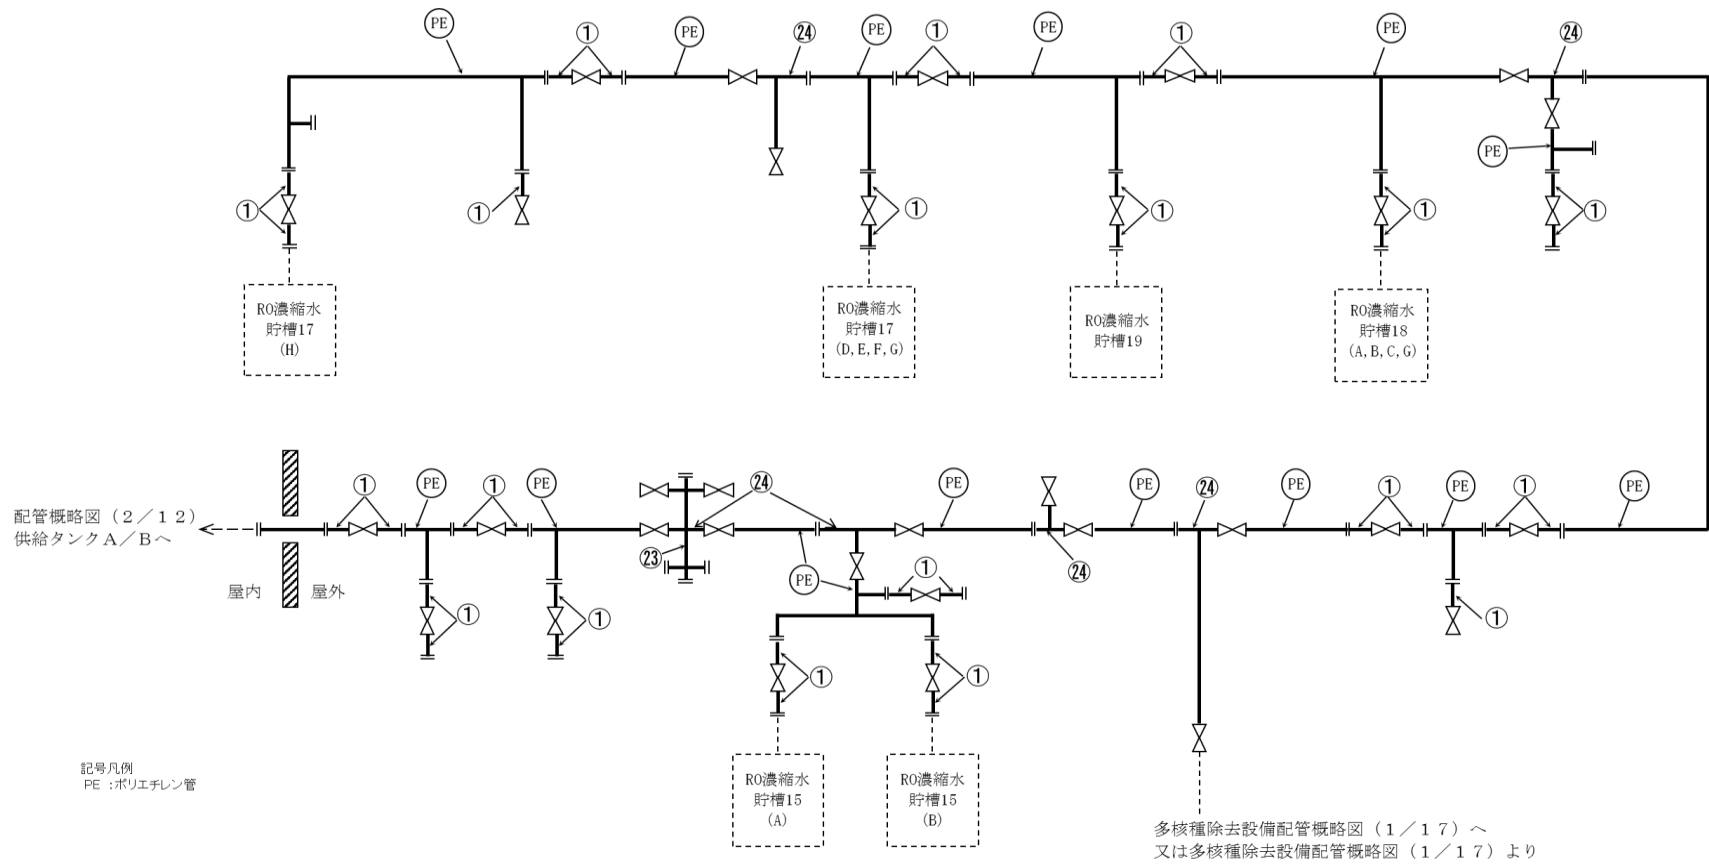 PE
①
PE
㉔
PE
①
PE
①
PE
㉔
PE
①
①
①
①
①
①
RO濃縮水
貯槽17
(H)
RO濃縮水
貯槽17
(D,E,F,G)
RO濃縮水
貯槽19
RO濃縮水
貯槽18
(A,B,C,G)
配管概略図（2／12）
供給タンクA／Bへ
屋内
屋外
①
PE
①
PE
㉔
PE
PE
㉔
PE
①
PE
①
PE
㉓
PE
①
㉔
①
①
①
①
①
RO濃縮水
貯槽15
(A)
RO濃縮水
貯槽15
(B)
記号凡例
PE：ポリエチレン管
多核種除去設備配管概略図（1／17）へ
又は多核種除去設備配管概略図（1／17）より